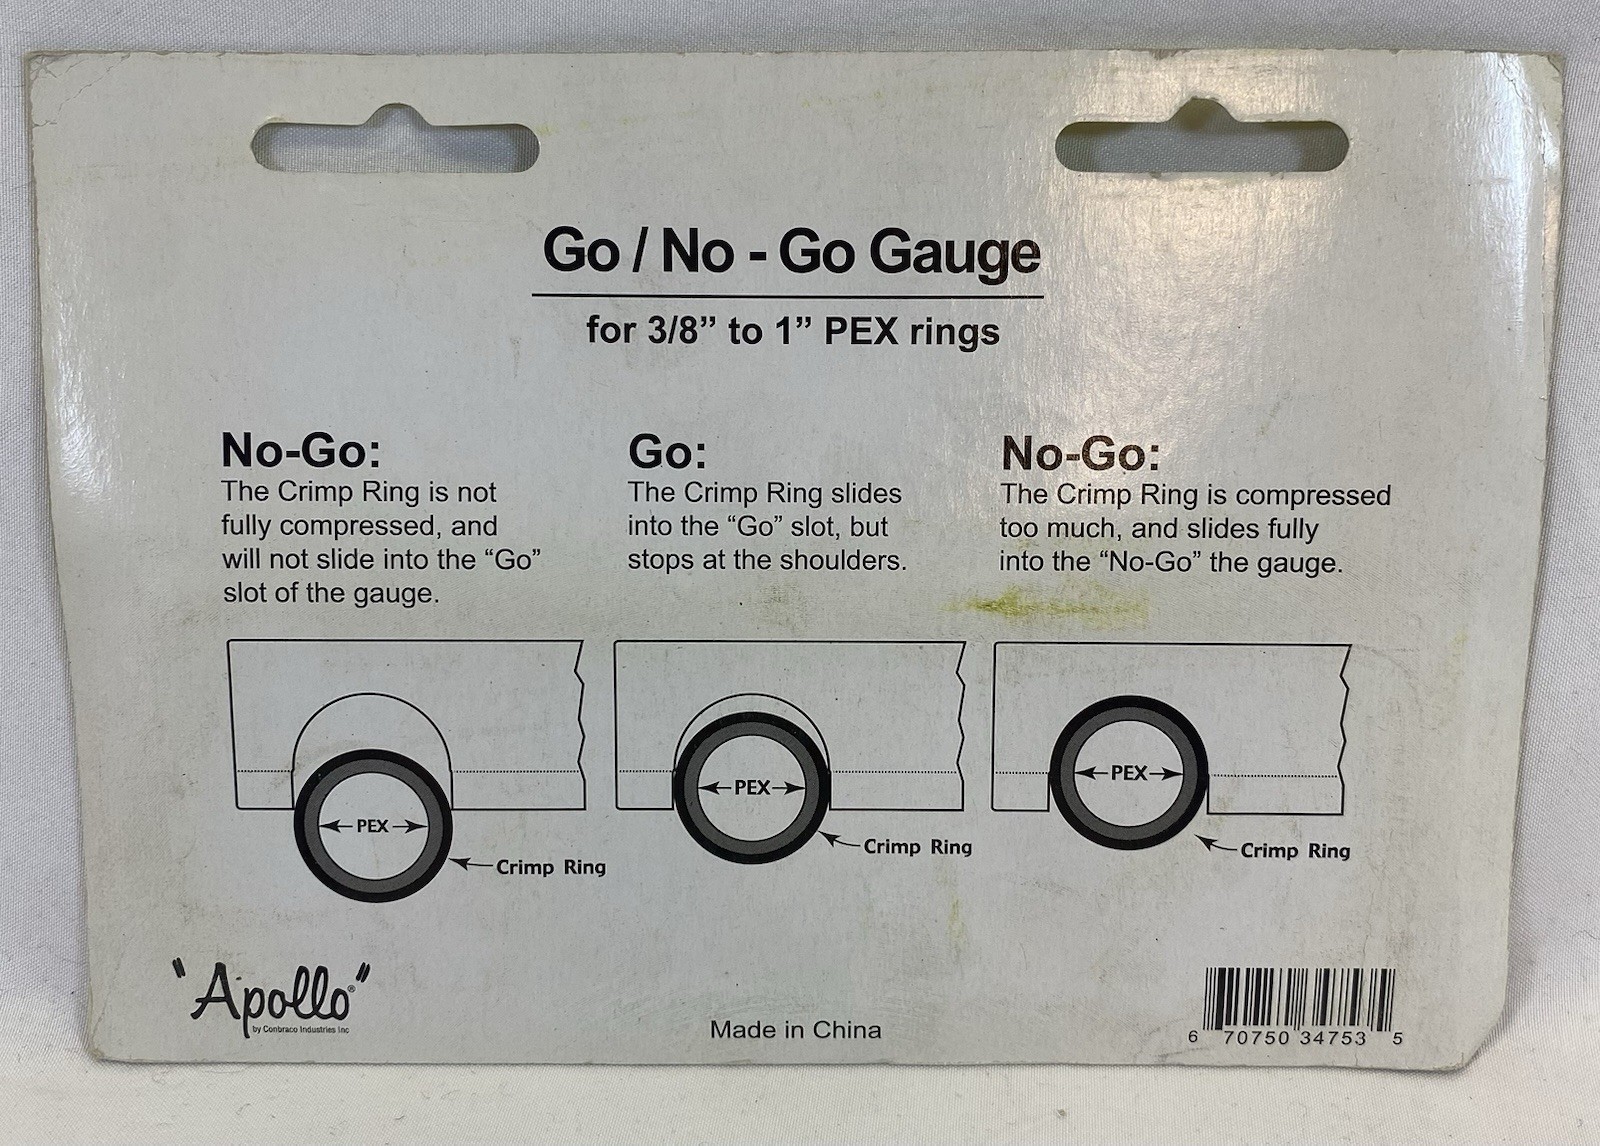 Go / No - Go Gauge
for 3/8” to 1” PEX rings
No-Go:
The Crimp Ring is not
fully compressed, and
will not slide into the “Go”
slot of the gauge.
Go:
The Crimp Ring slides
into the “Go” slot, but
stops at the shoulders.
No-Go:
The Crimp Ring is compressed
too much, and slides fully
into the “No-Go” the gauge.
PEX
Crimp Ring
PEX
Crimp Ring
PEX
Crimp Ring
"Apollo"®
by Conbraco Industries Inc
Made in China
6 70750 34753 5